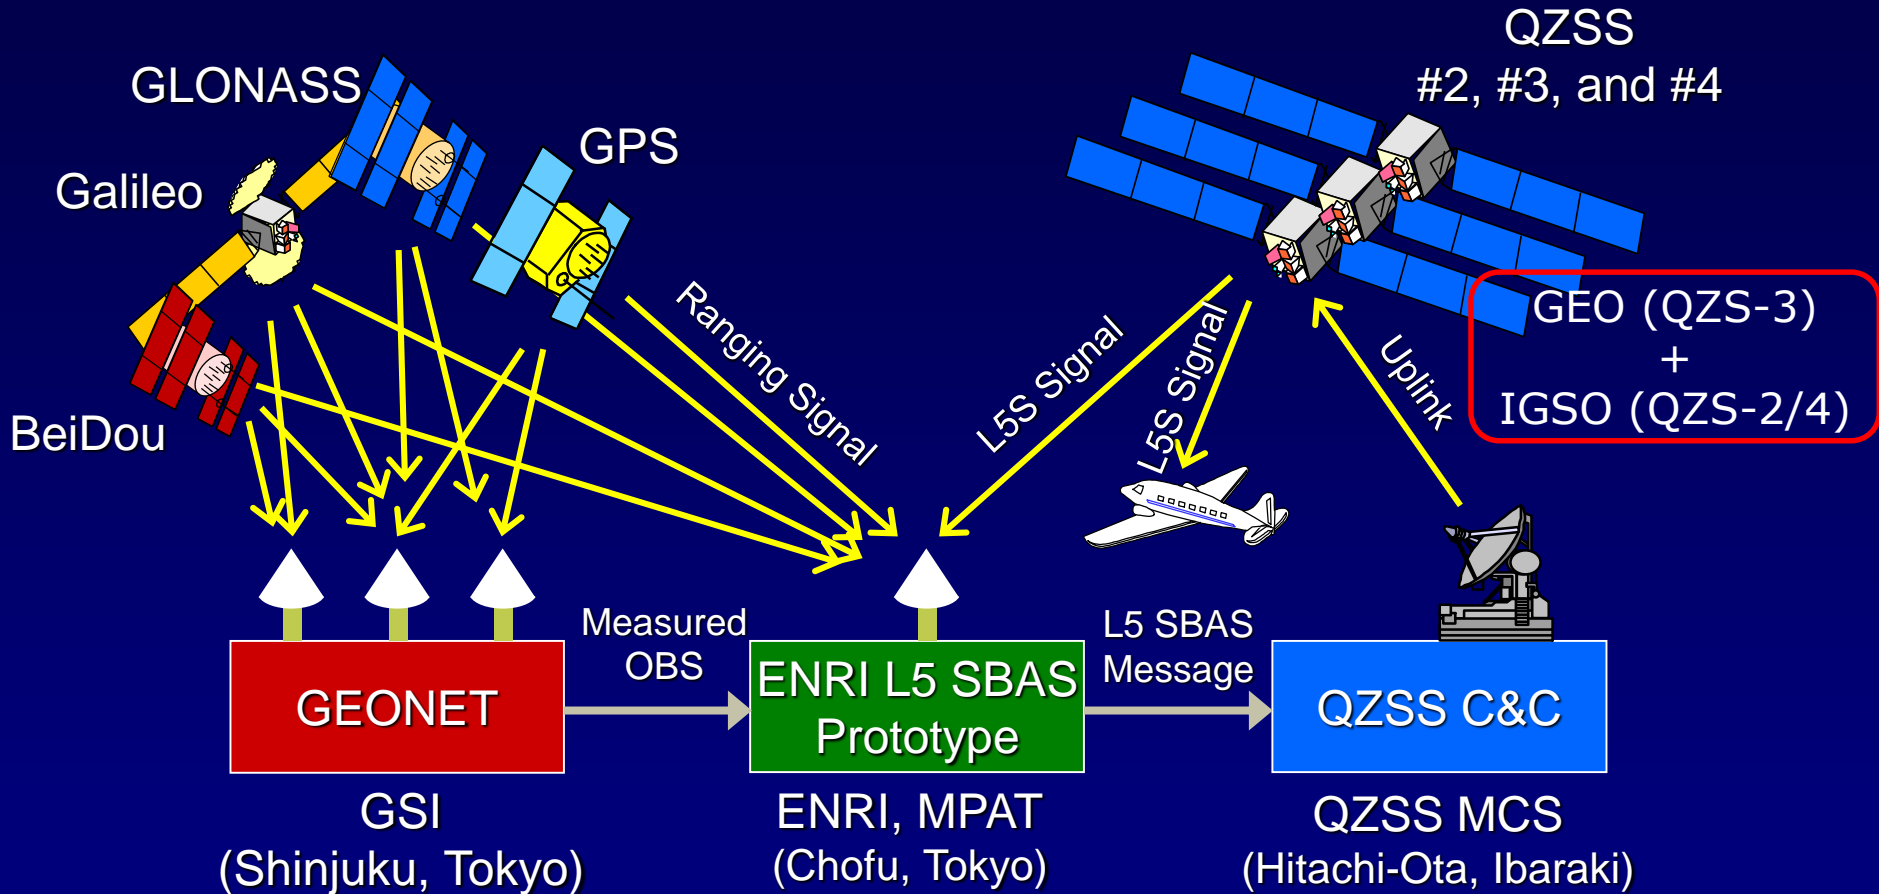 QZSS
#2, #3, and #4
GLONASS
GPS
Galileo
BeiDou
Ranging Signal
L5S Signal
L5S Signal
Uplink
GEO (QZS-3)
+
IGSO (QZS-2/4)
Measured
OBS
L5 SBAS
Message
GEONET
ENRI L5 SBAS
Prototype
QZSS C&C
GSI
(Shinjuku, Tokyo)
ENRI, MPAT
(Chofu, Tokyo)
QZSS MCS
(Hitachi-Ota, Ibaraki)